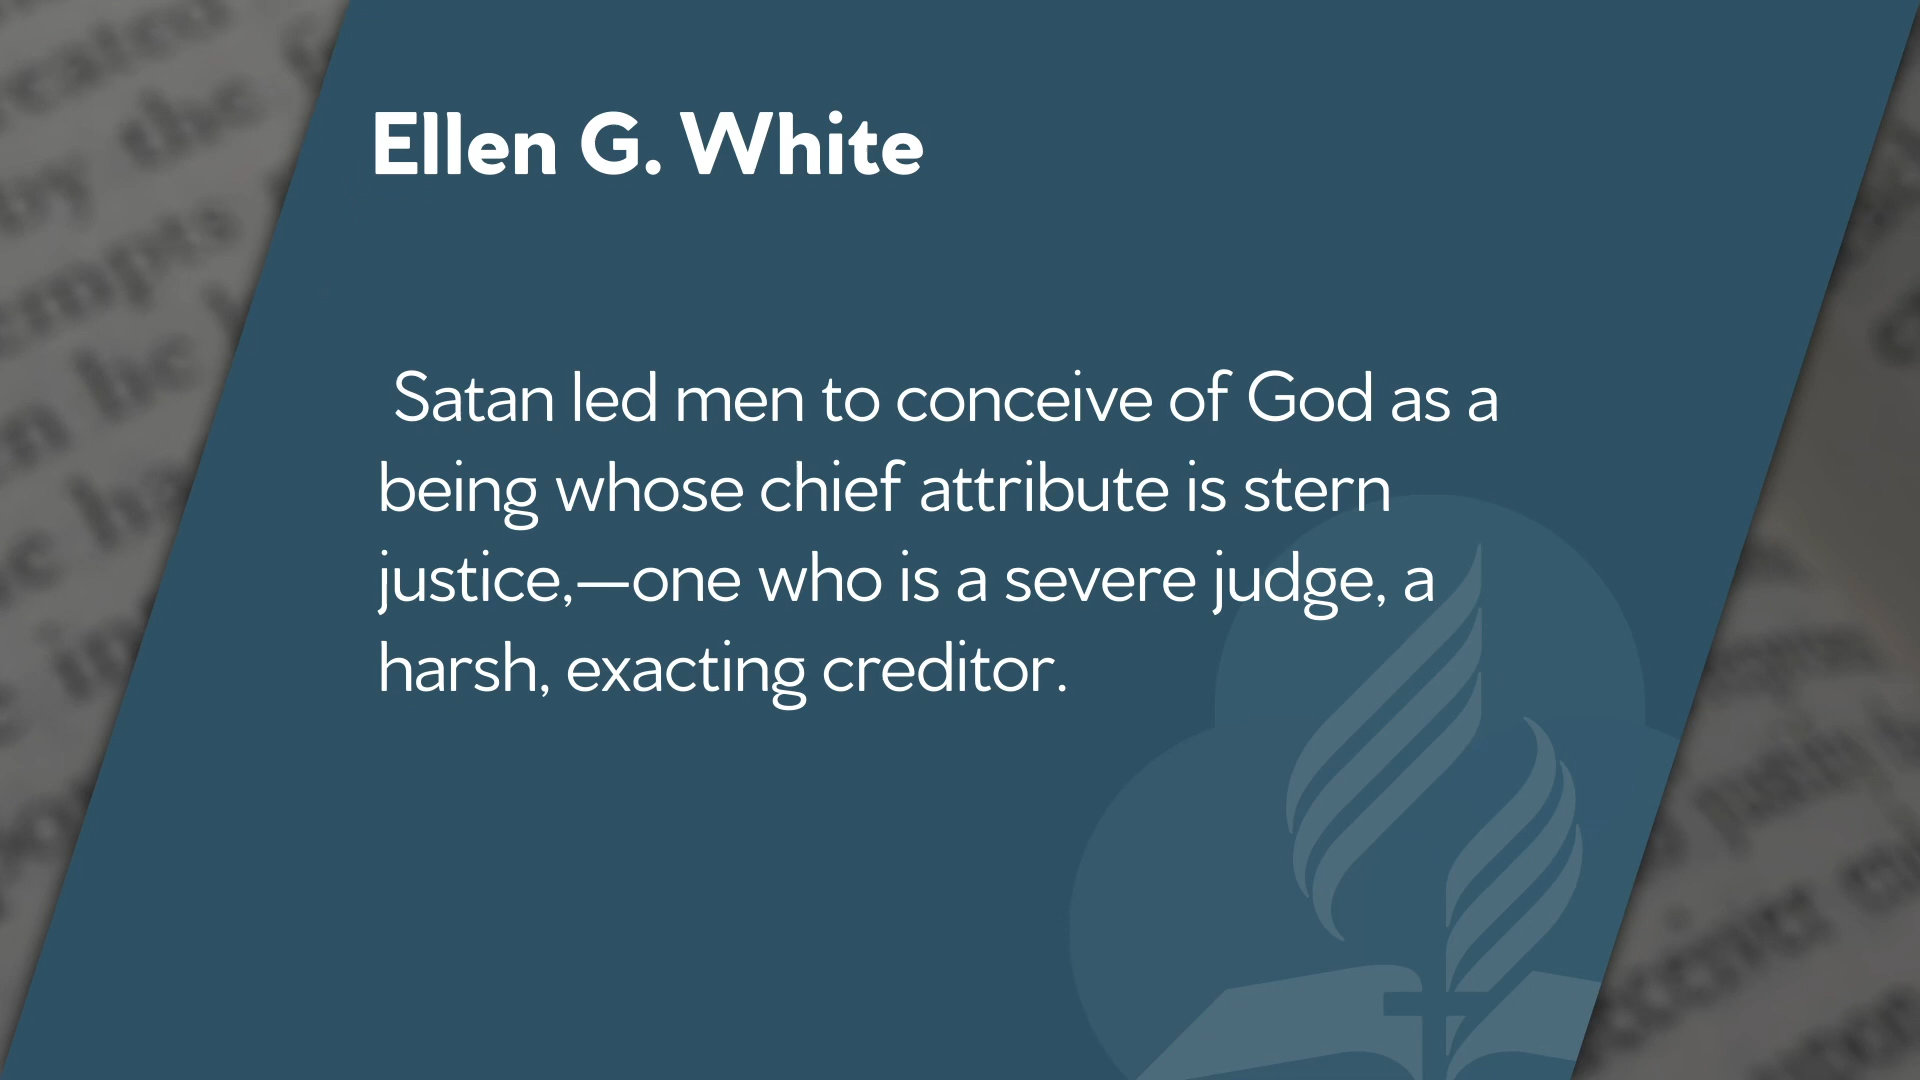 Ellen G. White
Satan led men to conceive of God as a
being whose chief attribute is stern
justice,—one who is a severe judge, a
harsh, exacting creditor.